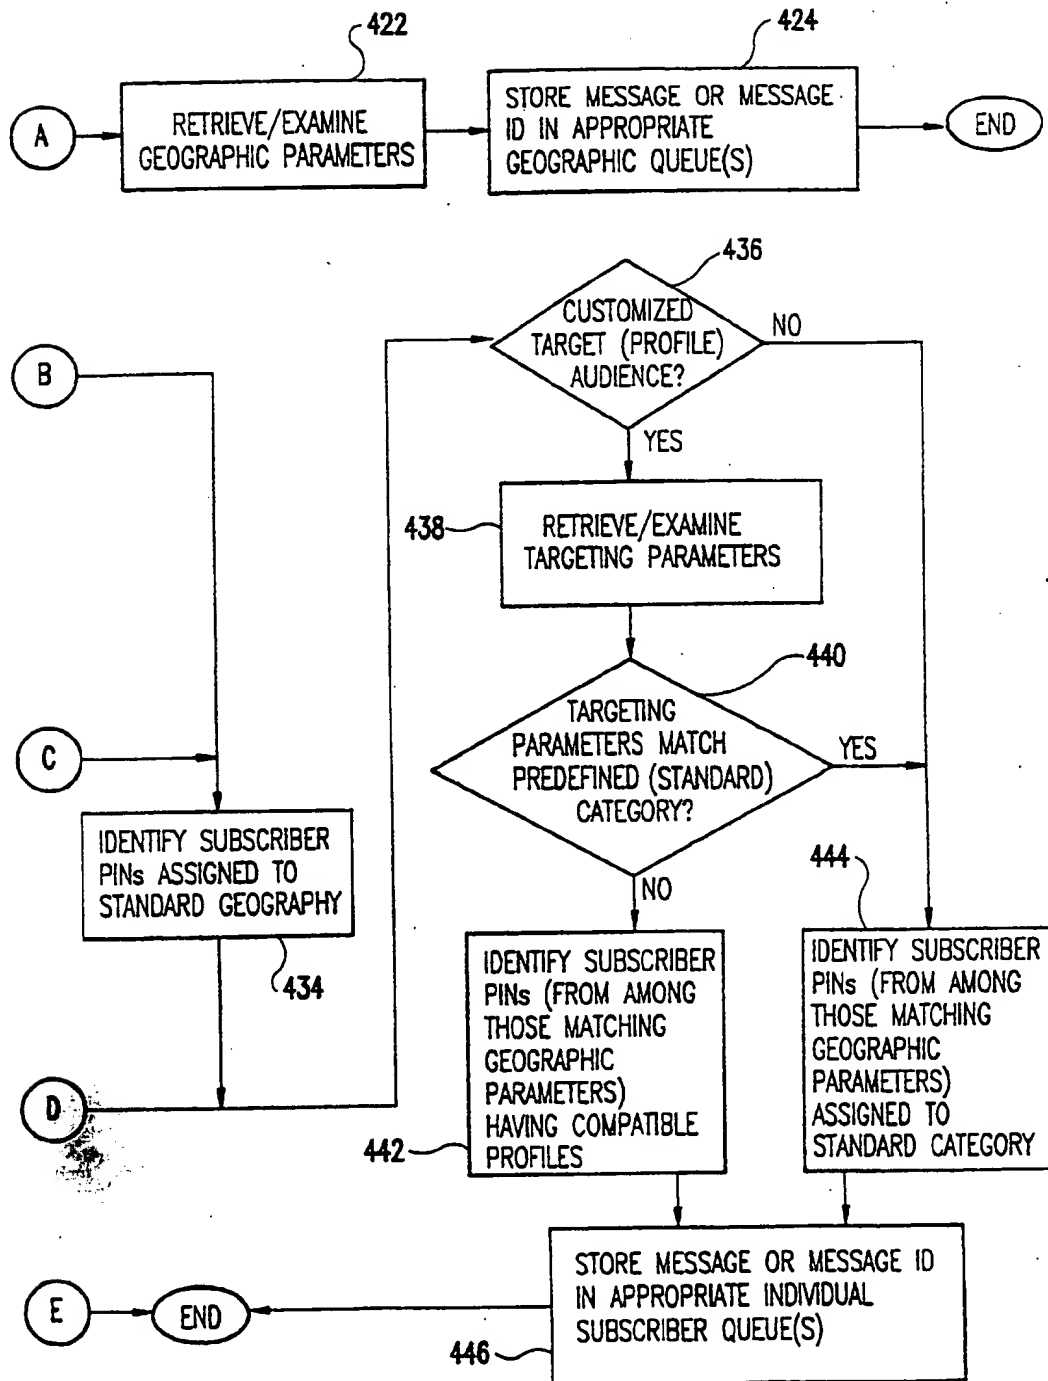 422
424
A
RETRIEVE/EXAMINE
GEOGRAPHIC PARAMETERS
STORE MESSAGE OR MESSAGE
ID IN APPROPRIATE
GEOGRAPHIC QUEUE(S)
END
436
CUSTOMIZED
TARGET (PROFILE)
AUDIENCE?
NO
YES
B
438
RETRIEVE/EXAMINE
TARGETING PARAMETERS
440
TARGETING
PARAMETERS MATCH
PREDEFINED (STANDARD)
CATEGORY?
YES
NO
C
IDENTIFY SUBSCRIBER
PINs ASSIGNED TO
STANDARD GEOGRAPHY
434
444
IDENTIFY SUBSCRIBER
PINs (FROM AMONG
THOSE MATCHING
GEOGRAPHIC
PARAMETERS)
HAVING COMPATIBLE
PROFILES
442
IDENTIFY SUBSCRIBER
PINs (FROM AMONG
THOSE MATCHING
GEOGRAPHIC
PARAMETERS)
ASSIGNED TO
STANDARD CATEGORY
D
STORE MESSAGE OR MESSAGE ID
IN APPROPRIATE INDIVIDUAL
SUBSCRIBER QUEUE(S)
446
E
END